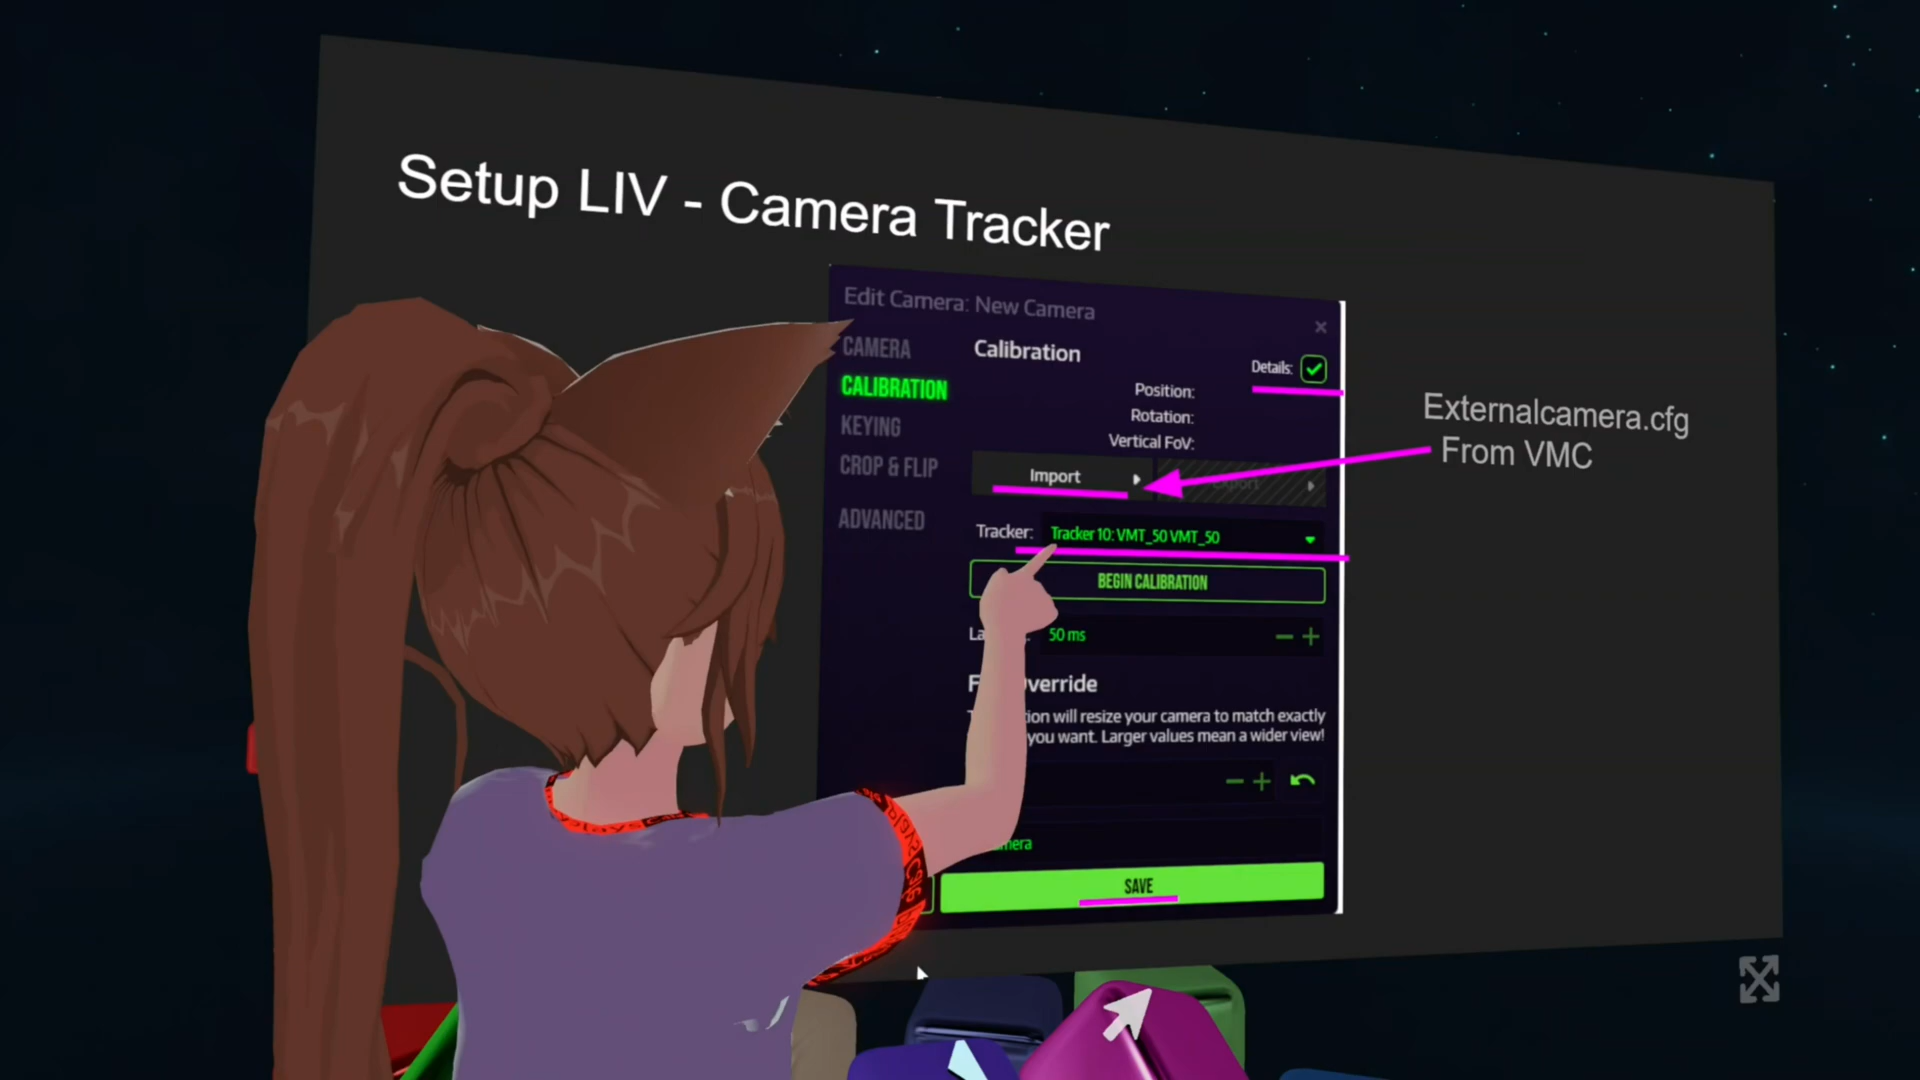 Setup LIV - Camera Tracker
Edit Camera: New Camera
CAMERA
CALIBRATION
KEYING
CROP & FLIP
ADVANCED
Calibration
Details:
Position:
Rotation:
Vertical FoV:
Import
Export
Tracker: Tracker 10: VMT_50 VMT_50
BEGIN CALIBRATION
50 ms
verride
ion will resize your camera to match exactly
you want. Larger values mean a wider view!
mera
SAVE
Externalcamera.cfg
From VMC